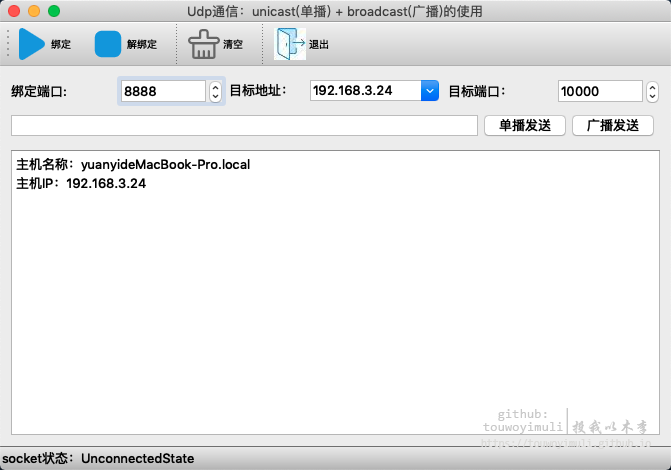 Udp通信：unicast(单播) + broadcast(广播)的使用
绑定 解绑定 清空 退出
绑定端口: 8888 目标地址: 192.168.3.24 目标端口: 10000
单播发送 广播发送
主机名称：yuanyideMacBook-Pro.local
主机IP：192.168.3.24
github:
touwoyimuli 投我以木李
https://touwoyimuli.github.io
socket状态：UnconnectedState